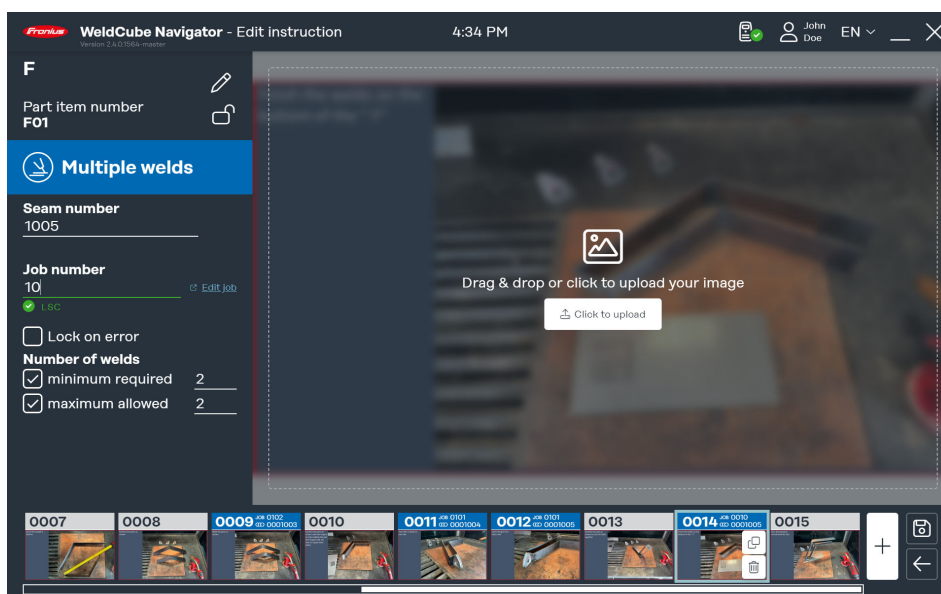 Fronius WeldCube Navigator - Edit instruction 4:34 PM John Doe EN
Version 2.4.0.1564-master
F
Part item number
F01
Multiple welds
Seam number
1005
Job number
10
Edit job
LSC
Lock on error
Number of welds
minimum required 2
maximum allowed 2
Drag & drop or click to upload your image
Click to upload
0007
0008
0009 JOB 0102
0001003
0010
0011 JOB 0101
0001004
0012 JOB 0101
0001005
0013
0014 JOB 0010
0001005
0015